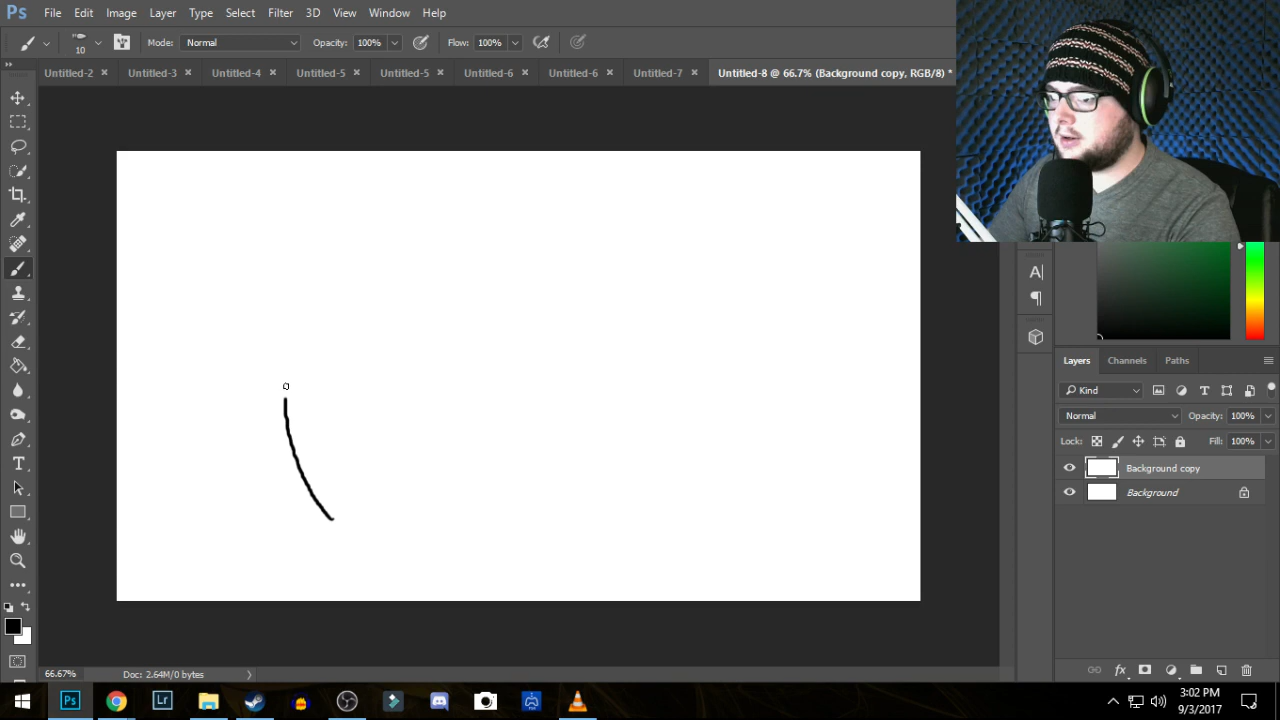 Ps File Edit Image Layer Type Select Filter 3D View Window Help
10 Mode: Normal Opacity: 100% Flow: 100%
Untitled-2 × Untitled-3 × Untitled-4 × Untitled-5 × Untitled-5 × Untitled-6 × Untitled-6 × Untitled-7 × Untitled-8 @ 66.7% (Background copy, RGB/8) *
Layers Channels Paths
Kind
Normal Opacity: 100%
Lock: Fill: 100%
Background copy
Background
66.67% Doc: 2.64M/0 bytes
Ps Lr 3:02 PM
9/3/2017